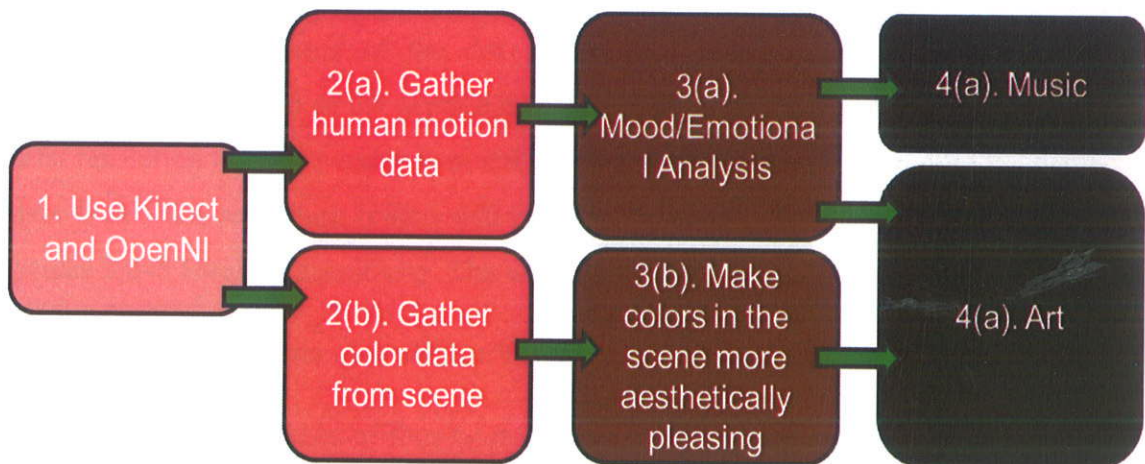 1. Use Kinect
and OpenNI
2(a). Gather
human motion
data
2(b). Gather
color data
from scene
3(a).
Mood/Emotiona
l Analysis
3(b). Make
colors in the
scene more
aesthetically
pleasing
4(a). Music
4(a). Art